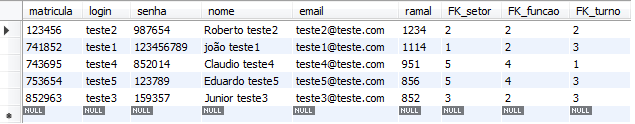 matricula login senha nome email ramal FK_setor FK_funcao FK_turno
123456 teste2 987654 Roberto teste2 teste2@teste.com 1234 2 2 2
741852 teste1 123456789 joão teste1 teste1@teste.com 1114 1 2 3
743695 teste4 852014 Claudio teste4 teste4@teste.com 951 5 4 1
753654 teste5 123789 Eduardo teste5 teste5@teste.com 856 5 4 3
852963 teste3 159357 Junior teste3 teste3@teste.com 852 3 2 3
NULL NULL NULL NULL NULL NULL NULL NULL NULL